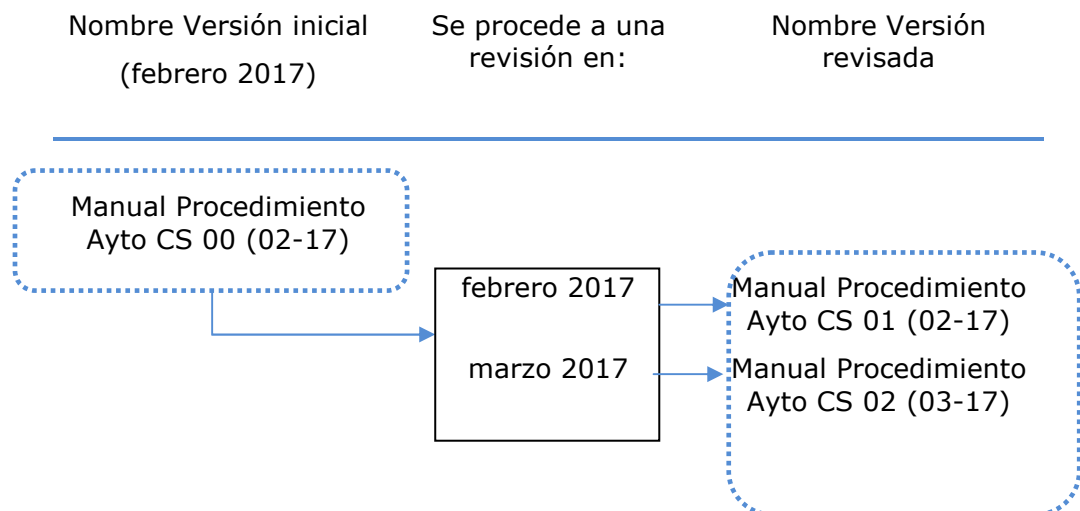 Nombre Versión inicial
(febrero 2017)
Se procede a una
revisión en:
Nombre Versión
revisada
Manual Procedimiento
Ayto CS 00 (02-17)
febrero 2017
marzo 2017
Manual Procedimiento
Ayto CS 01 (02-17)
Manual Procedimiento
Ayto CS 02 (03-17)